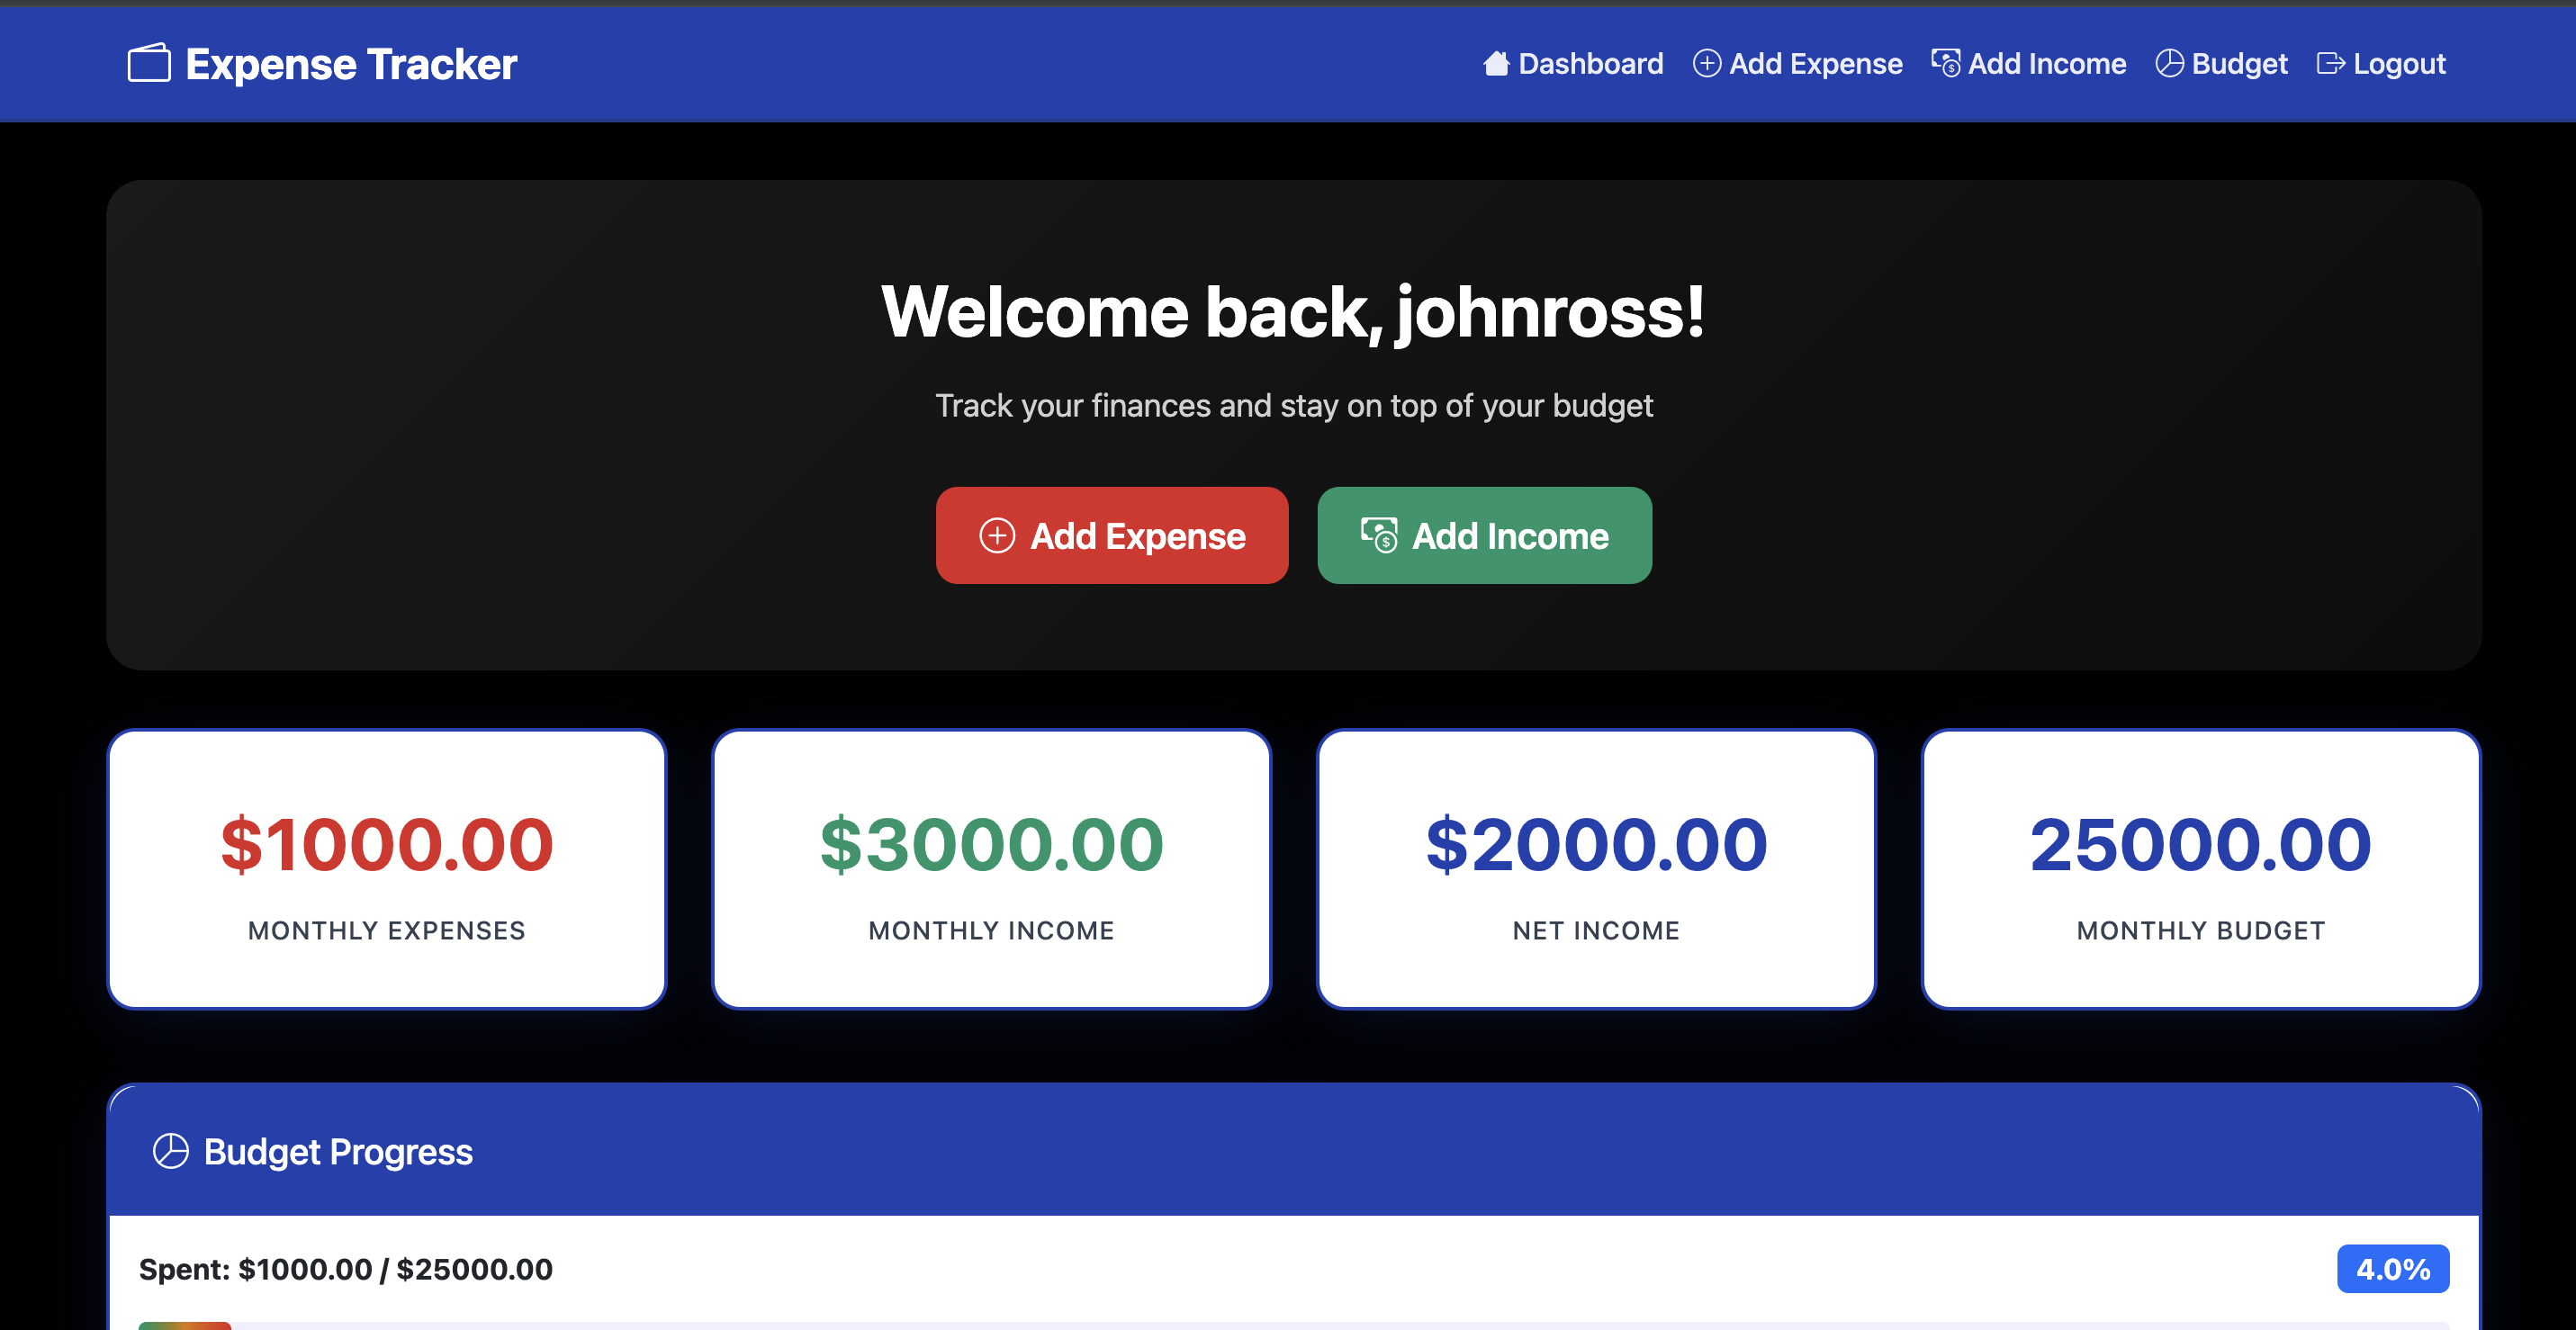 Expense Tracker
Dashboard Add Expense Add Income Budget Logout
Welcome back, johnross!
Track your finances and stay on top of your budget
Add Expense Add Income
$1000.00 $3000.00 $2000.00 25000.00
MONTHLY EXPENSES MONTHLY INCOME NET INCOME MONTHLY BUDGET
Budget Progress
Spent: $1000.00 / $25000.00 4.0%